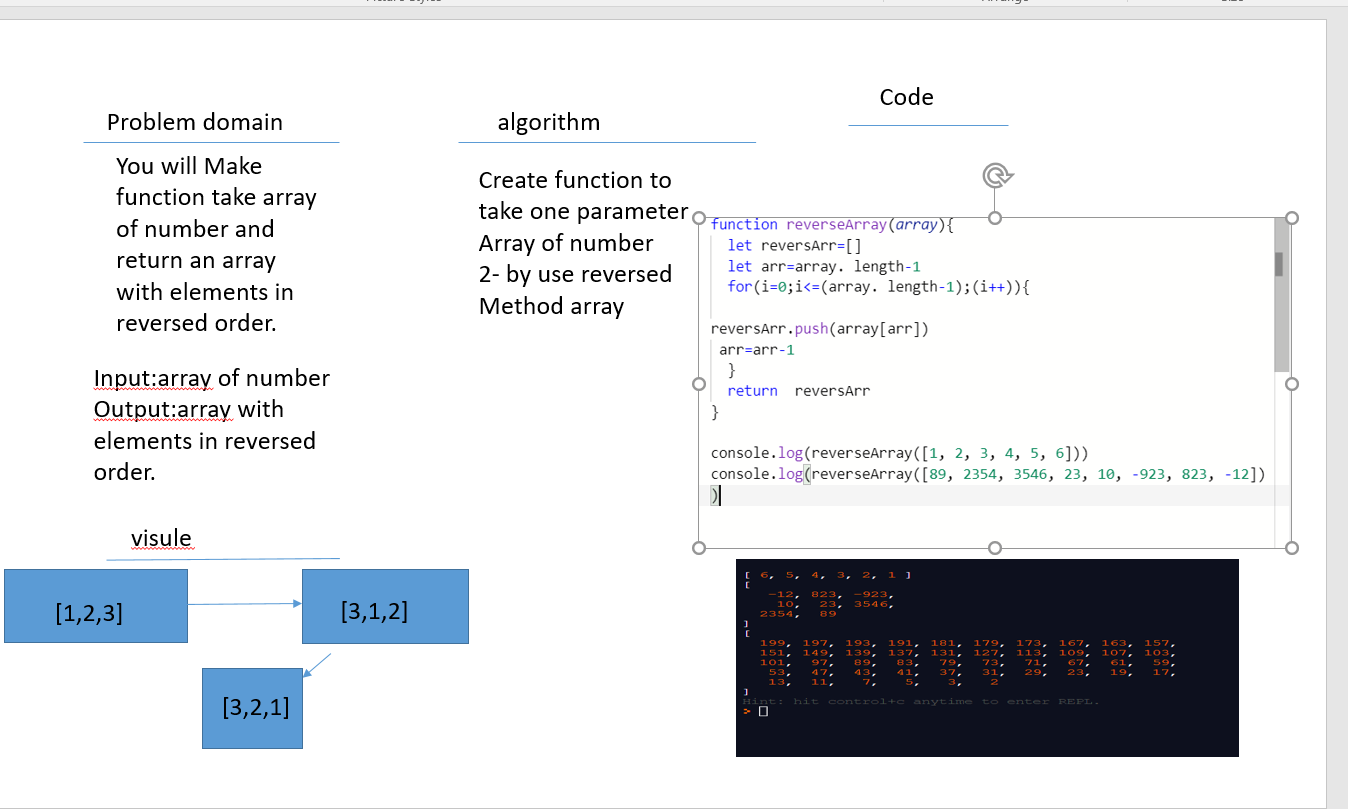 Problem domain
You will Make
function take array
of number and
return an array
with elements in
reversed order.
Input:array of number
Output:array with
elements in reversed
order.
visule
[1,2,3]
[3,1,2]
[3,2,1]
algorithm
Create function to
take one parameter
Array of number
2- by use reversed
Method array
Code
function reverseArray(array){
let reversArr=[]
let arr=array. length-1
for(i=0;i<=(array. length-1);(i++)){
reversArr.push(array[arr])
arr=arr-1
}
return  reversArr
}
console.log(reverseArray([1, 2, 3, 4, 5, 6]))
console.log(reverseArray([89, 2354, 3546, 23, 10, -923, 823, -12])
)
[ 6, 5, 4, 3, 2, 1 ]
[
-12, 823, -923,
10, 23, 3546,
2354, 89
]
[
199, 197, 193, 191, 181, 179, 173, 167, 163, 157,
151, 149, 139, 137, 131, 127, 113, 109, 107, 103,
101, 97, 89, 83, 79, 73, 71, 67, 61, 59,
53, 47, 43, 41, 37, 31, 29, 23, 19, 17,
13, 11, 7, 5, 3, 2
]
Hint: hit control+c anytime to enter REPL.
>